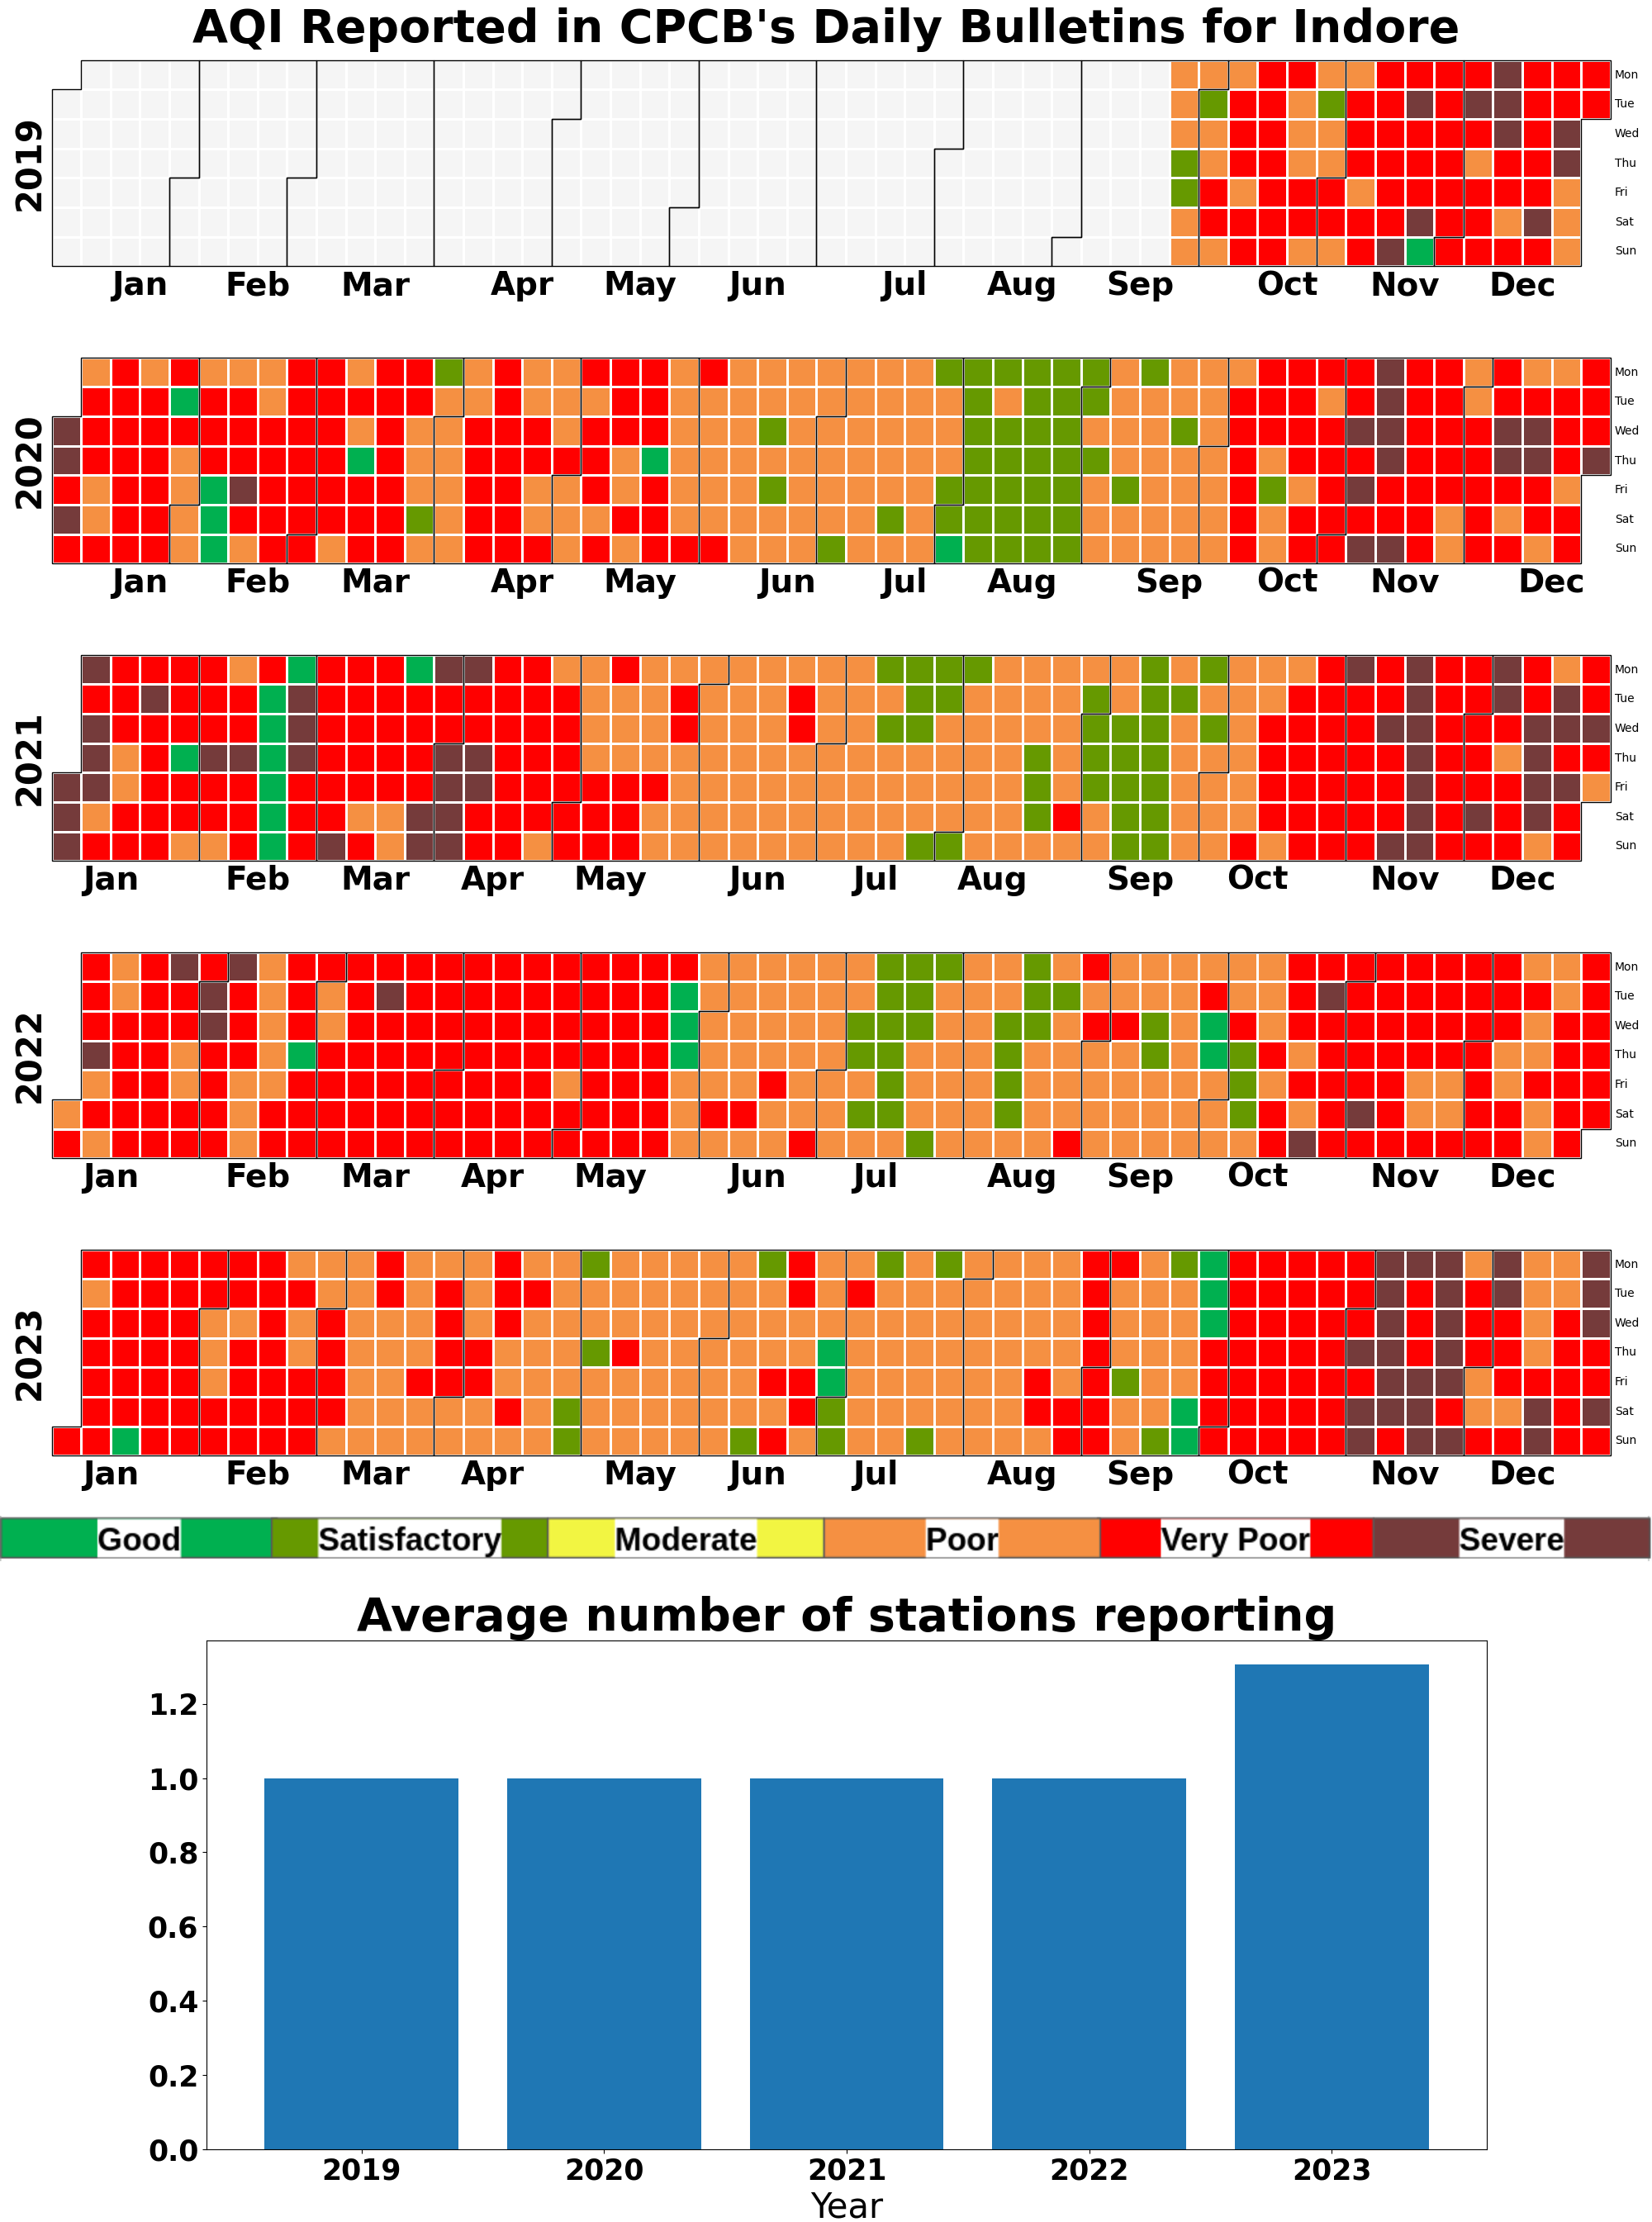 AQI Reported in CPCB's Daily Bulletins for Indore
2019
Mon
Tue
Wed
Thu
Fri
Sat
Sun
Jan Feb Mar Apr May Jun Jul Aug Sep Oct Nov Dec
2020
Mon
Tue
Wed
Thu
Fri
Sat
Sun
Jan Feb Mar Apr May Jun Jul Aug Sep Oct Nov Dec
2021
Mon
Tue
Wed
Thu
Fri
Sat
Sun
Jan Feb Mar Apr May Jun Jul Aug Sep Oct Nov Dec
2022
Mon
Tue
Wed
Thu
Fri
Sat
Sun
Jan Feb Mar Apr May Jun Jul Aug Sep Oct Nov Dec
2023
Mon
Tue
Wed
Thu
Fri
Sat
Sun
Jan Feb Mar Apr May Jun Jul Aug Sep Oct Nov Dec
Good Satisfactory Moderate Poor Very Poor Severe
Average number of stations reporting
1.2
1.0
0.8
0.6
0.4
0.2
0.0
2019 2020 2021 2022 2023
Year